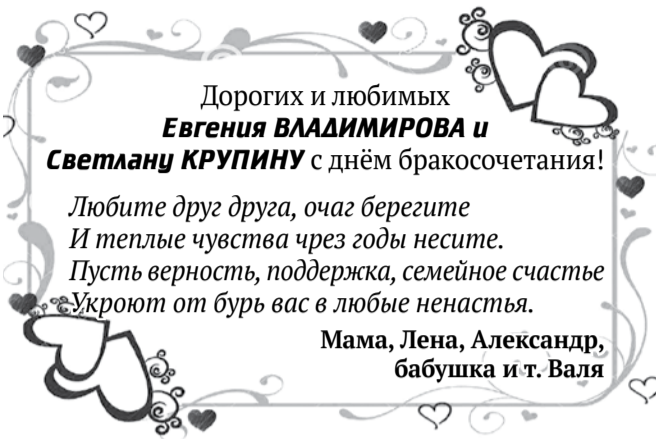 Дорогих и любимых
Евгения ВЛАДИМИРОВА и
Светлану КРУПИНУ с днём бракосочетания!
Любите друг друга, очаг берегите
И теплые чувства чрез годы несите.
Пусть верность, поддержка, семейное счастье
Укроют от бурь вас в любые ненастья.
Мама, Лена, Александр,
бабушка и т. Валя